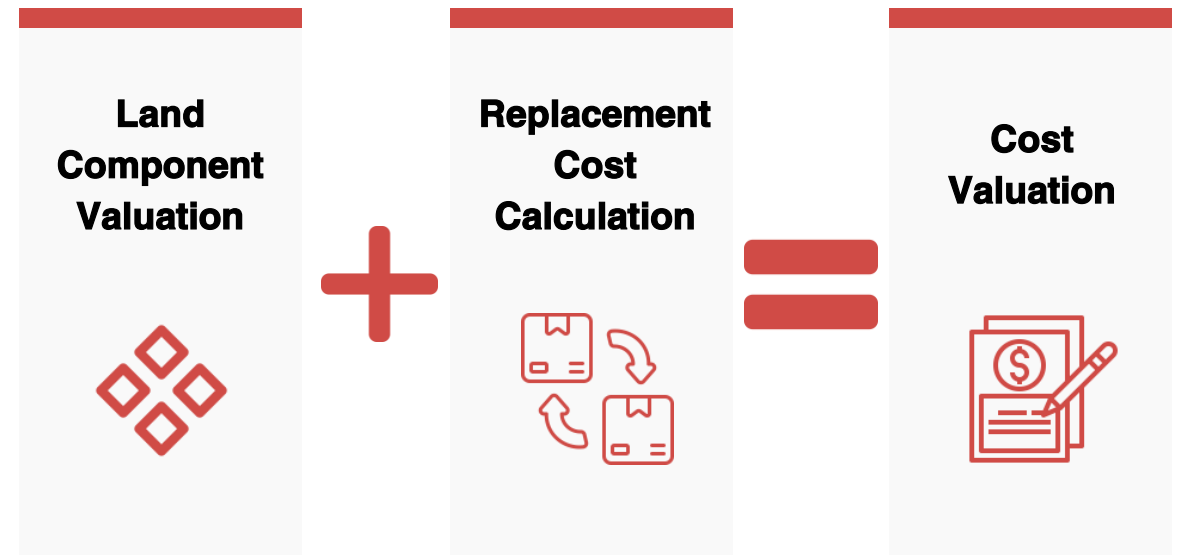 Land
Component
Valuation
Replacement
Cost
Calculation
Cost
Valuation
$